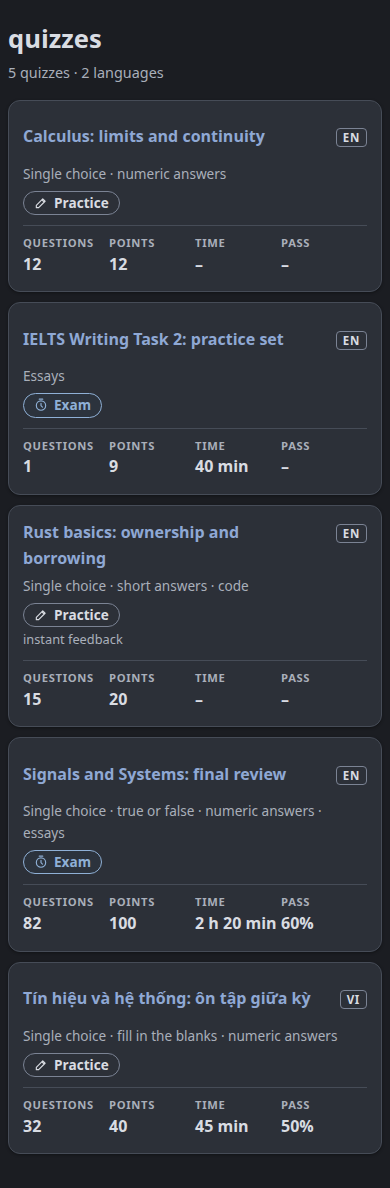 quizzes
5 quizzes · 2 languages
Calculus: limits and continuity
EN
Single choice · numeric answers
Practice
QUESTIONS POINTS TIME PASS
12 12 – –
IELTS Writing Task 2: practice set
EN
Essays
Exam
QUESTIONS POINTS TIME PASS
1 9 40 min –
Rust basics: ownership and
borrowing
EN
Single choice · short answers · code
Practice
instant feedback
QUESTIONS POINTS TIME PASS
15 20 – –
Signals and Systems: final review
EN
Single choice · true or false · numeric answers ·
essays
Exam
QUESTIONS POINTS TIME PASS
82 100 2 h 20 min 60%
Tín hiệu và hệ thống: ôn tập giữa kỳ
VI
Single choice · fill in the blanks · numeric answers
Practice
QUESTIONS POINTS TIME PASS
32 40 45 min 50%